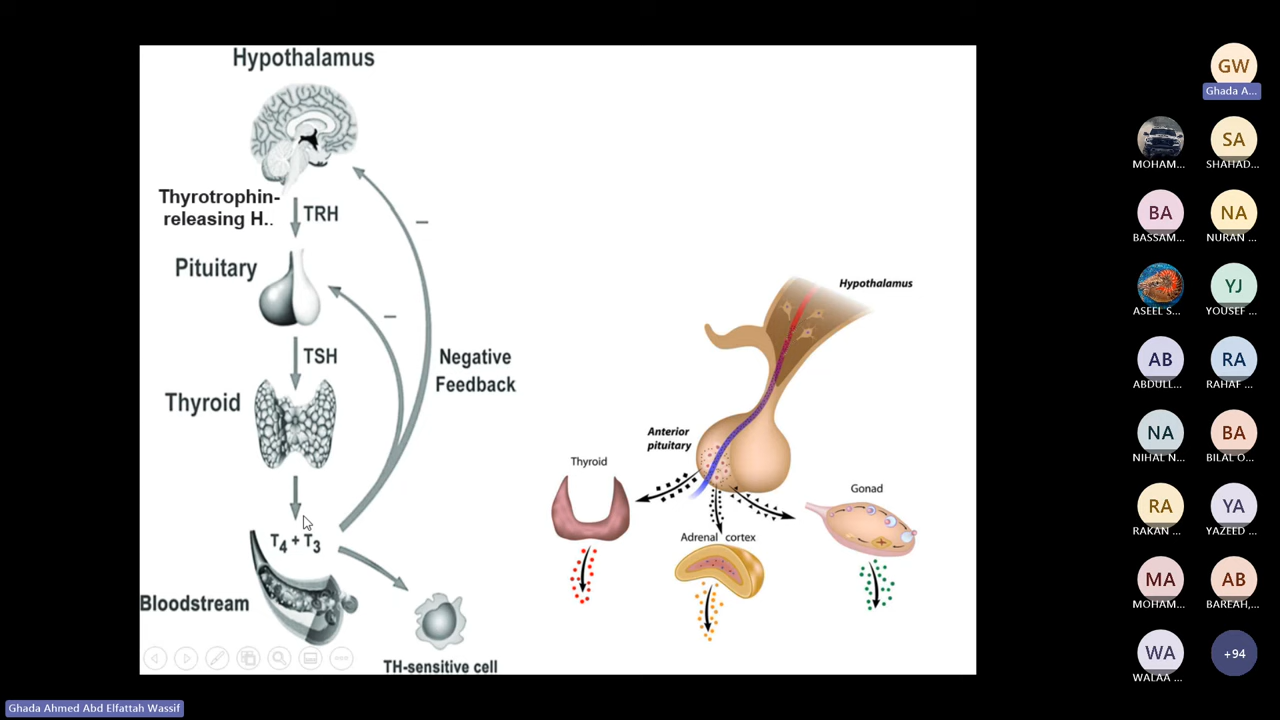 Hypothalamus
Thyrotrophin-
releasing H..
TRH
Pituitary
TSH
Thyroid
Negative
Feedback
T4 + T3
Bloodstream
TH-sensitive cell
Hypothalamus
Anterior
pituitary
Thyroid
Adrenal cortex
Gonad
GW
Ghada A...
MOHAM...
SA
SHAHAD...
BA
BASSAM...
NA
NURAN ...
ASEEL S...
YJ
YOUSEF ...
AB
ABDULL...
RA
RAHAF ...
NA
NIHAL N...
BA
BILAL O...
RA
RAKAN ...
YA
YAZEED ...
MA
MOHAM...
AB
BAREAH,...
WA
WALAA ...
+94
Ghada Ahmed Abd Elfattah Wassif